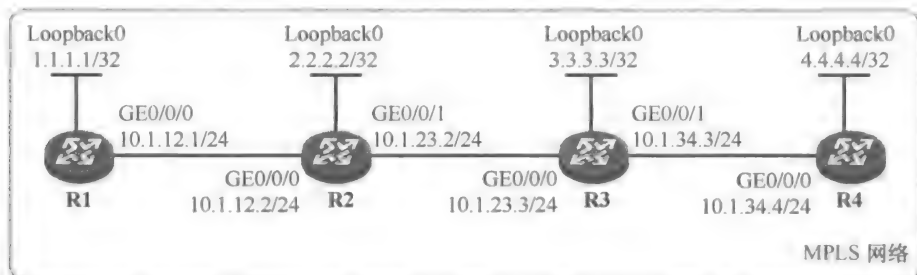 Loopback0
1.1.1.1/32
Loopback0
2.2.2.2/32
Loopback0
3.3.3.3/32
Loopback0
4.4.4.4/32
GE0/0/0
10.1.12.1/24
GE0/0/1
10.1.23.2/24
GE0/0/1
10.1.34.3/24
R1
GE0/0/0
10.1.12.2/24
R2
GE0/0/0
10.1.23.3/24
R3
GE0/0/0
10.1.34.4/24
R4
MPLS 网络